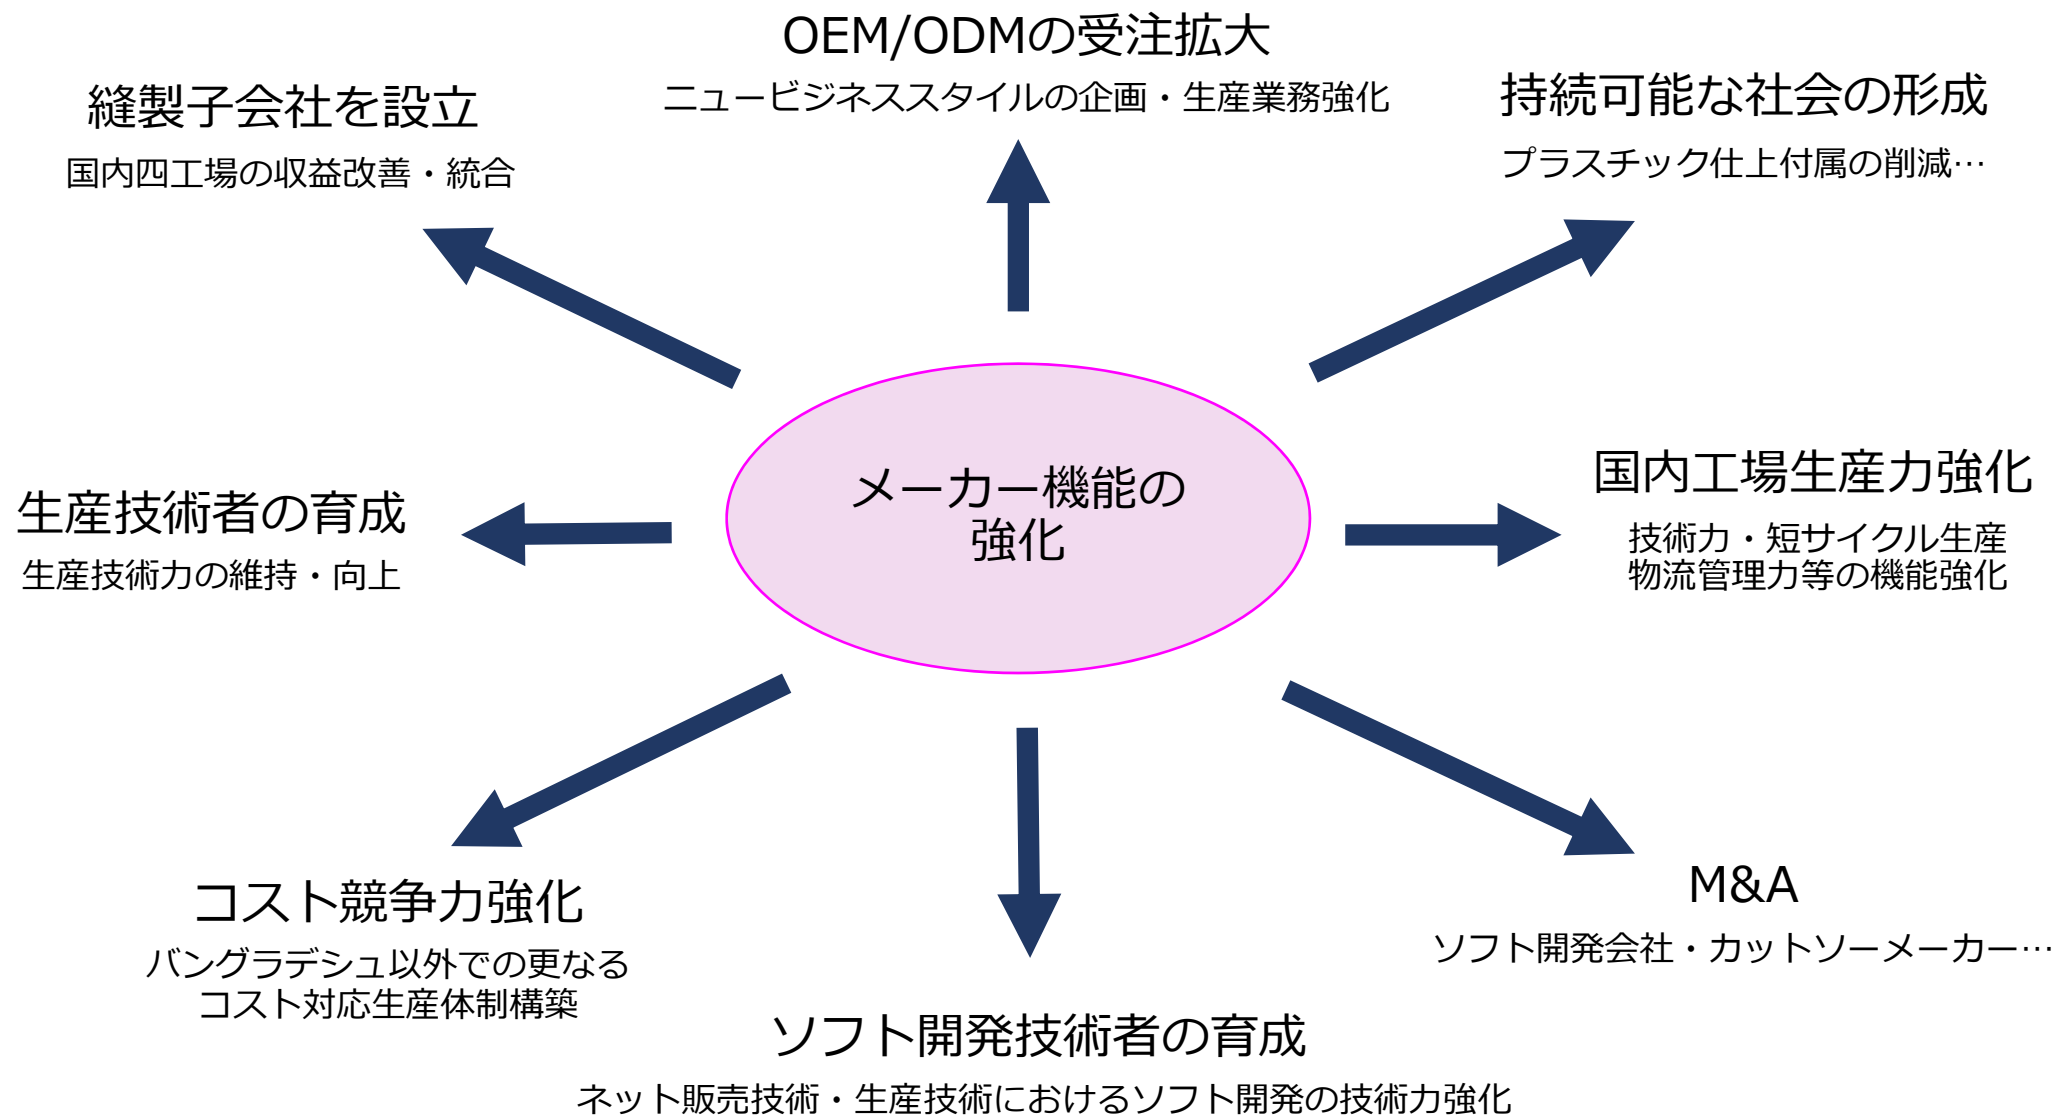 OEM/ODMの受注拡大
ニュービジネススタイルの企画・生産業務強化
縫製子会社を設立
国内四工場の収益改善・統合
持続可能な社会の形成
プラスチック仕上付属の削減…
メーカー機能の
強化
生産技術者の育成
生産技術力の維持・向上
国内工場生産力強化
技術力・短サイクル生産
物流管理力等の機能強化
コスト競争力強化
バングラデシュ以外での更なる
コスト対応生産体制構築
M&A
ソフト開発会社・カットソーメーカー…
ソフト開発技術者の育成
ネット販売技術・生産技術におけるソフト開発の技術力強化